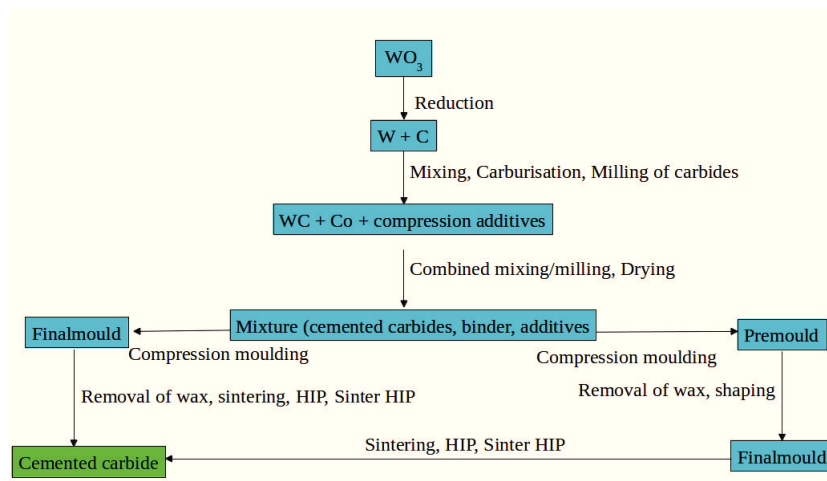 WO3
Reduction
W + C
Mixing, Carburisation, Milling of carbides
WC + Co + compression additives
Combined mixing/milling, Drying
Mixture (cemented carbides, binder, additives
Finalmould
Premould
Compression moulding
Compression moulding
Removal of wax, sintering, HIP, Sinter HIP
Removal of wax, shaping
Sintering, HIP, Sinter HIP
Cemented carbide
Finalmould